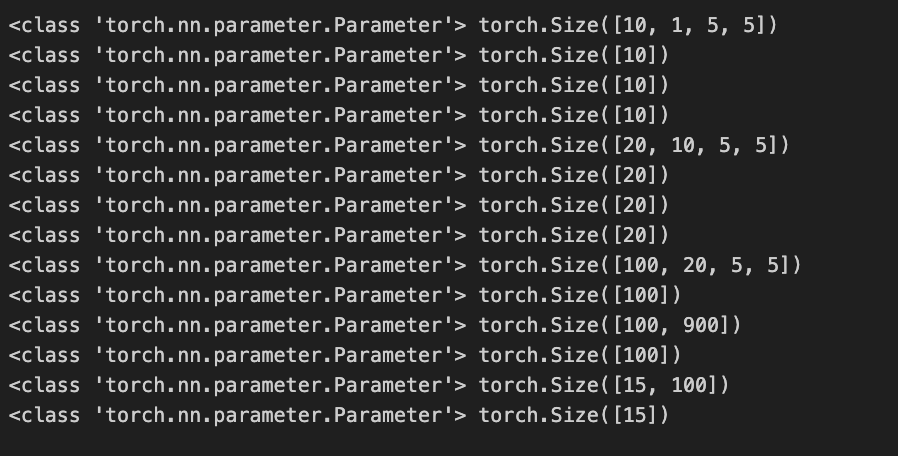 <class 'torch.nn.parameter.Parameter'> torch.Size([10, 1, 5, 5])
<class 'torch.nn.parameter.Parameter'> torch.Size([10])
<class 'torch.nn.parameter.Parameter'> torch.Size([10])
<class 'torch.nn.parameter.Parameter'> torch.Size([10])
<class 'torch.nn.parameter.Parameter'> torch.Size([20, 10, 5, 5])
<class 'torch.nn.parameter.Parameter'> torch.Size([20])
<class 'torch.nn.parameter.Parameter'> torch.Size([20])
<class 'torch.nn.parameter.Parameter'> torch.Size([20])
<class 'torch.nn.parameter.Parameter'> torch.Size([100, 20, 5, 5])
<class 'torch.nn.parameter.Parameter'> torch.Size([100])
<class 'torch.nn.parameter.Parameter'> torch.Size([100, 900])
<class 'torch.nn.parameter.Parameter'> torch.Size([100])
<class 'torch.nn.parameter.Parameter'> torch.Size([15, 100])
<class 'torch.nn.parameter.Parameter'> torch.Size([15])